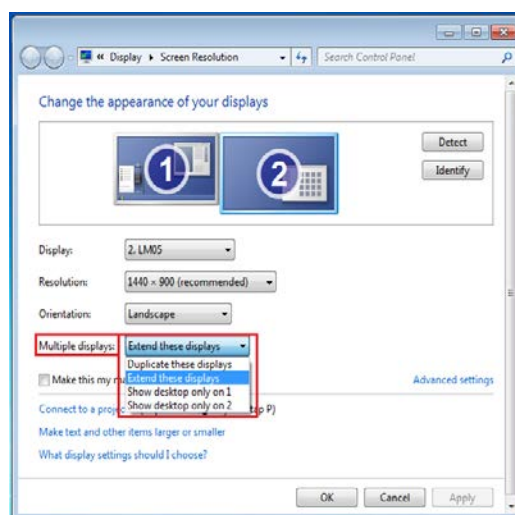 « Display ▸ Screen Resolution
Search Control Panel
Change the appearance of your displays
1
2
Detect
Identify
Display: 2. LM05
Resolution: 1440 × 900 (recommended)
Orientation: Landscape
Multiple displays: Extend these displays
Duplicate these displays
Make this my Extend these displays Advanced settings
Show desktop only on 1
Connect to a Show desktop only on 2 P)
Make text and other items larger or smaller
What display settings should I choose?
OK Cancel Apply